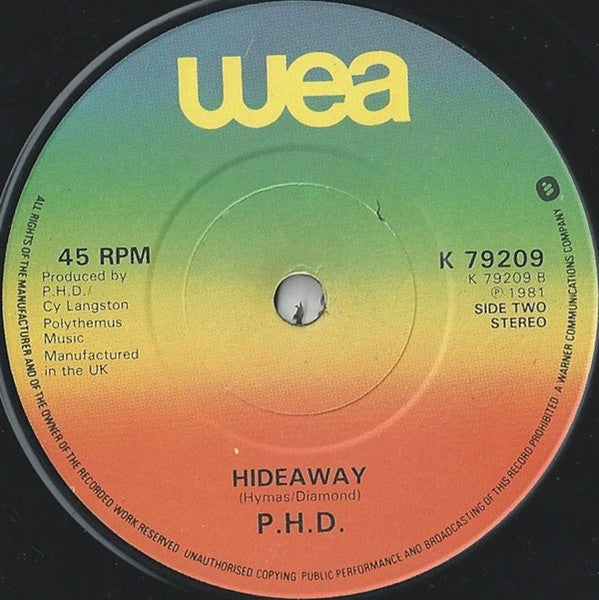 wea
45 RPM
Produced by
P.H.D./
Cy Langston
Polythemus
Music
Manufactured
in the UK
K 79209
K 79209 B
℗ 1981
SIDE TWO
STEREO
HIDEAWAY
(Hymas/Diamond)
P.H.D.
ALL RIGHTS OF THE MANUFACTURER AND OF THE OWNER OF THE RECORDED WORK RESERVED UNAUTHORISED COPYING PUBLIC PERFORMANCE AND BROADCASTING OF THIS RECORD PROHIBITED A WARNER COMMUNICATIONS COMPANY